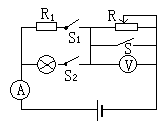 R₁ S₁ R
S
S₂ V
A